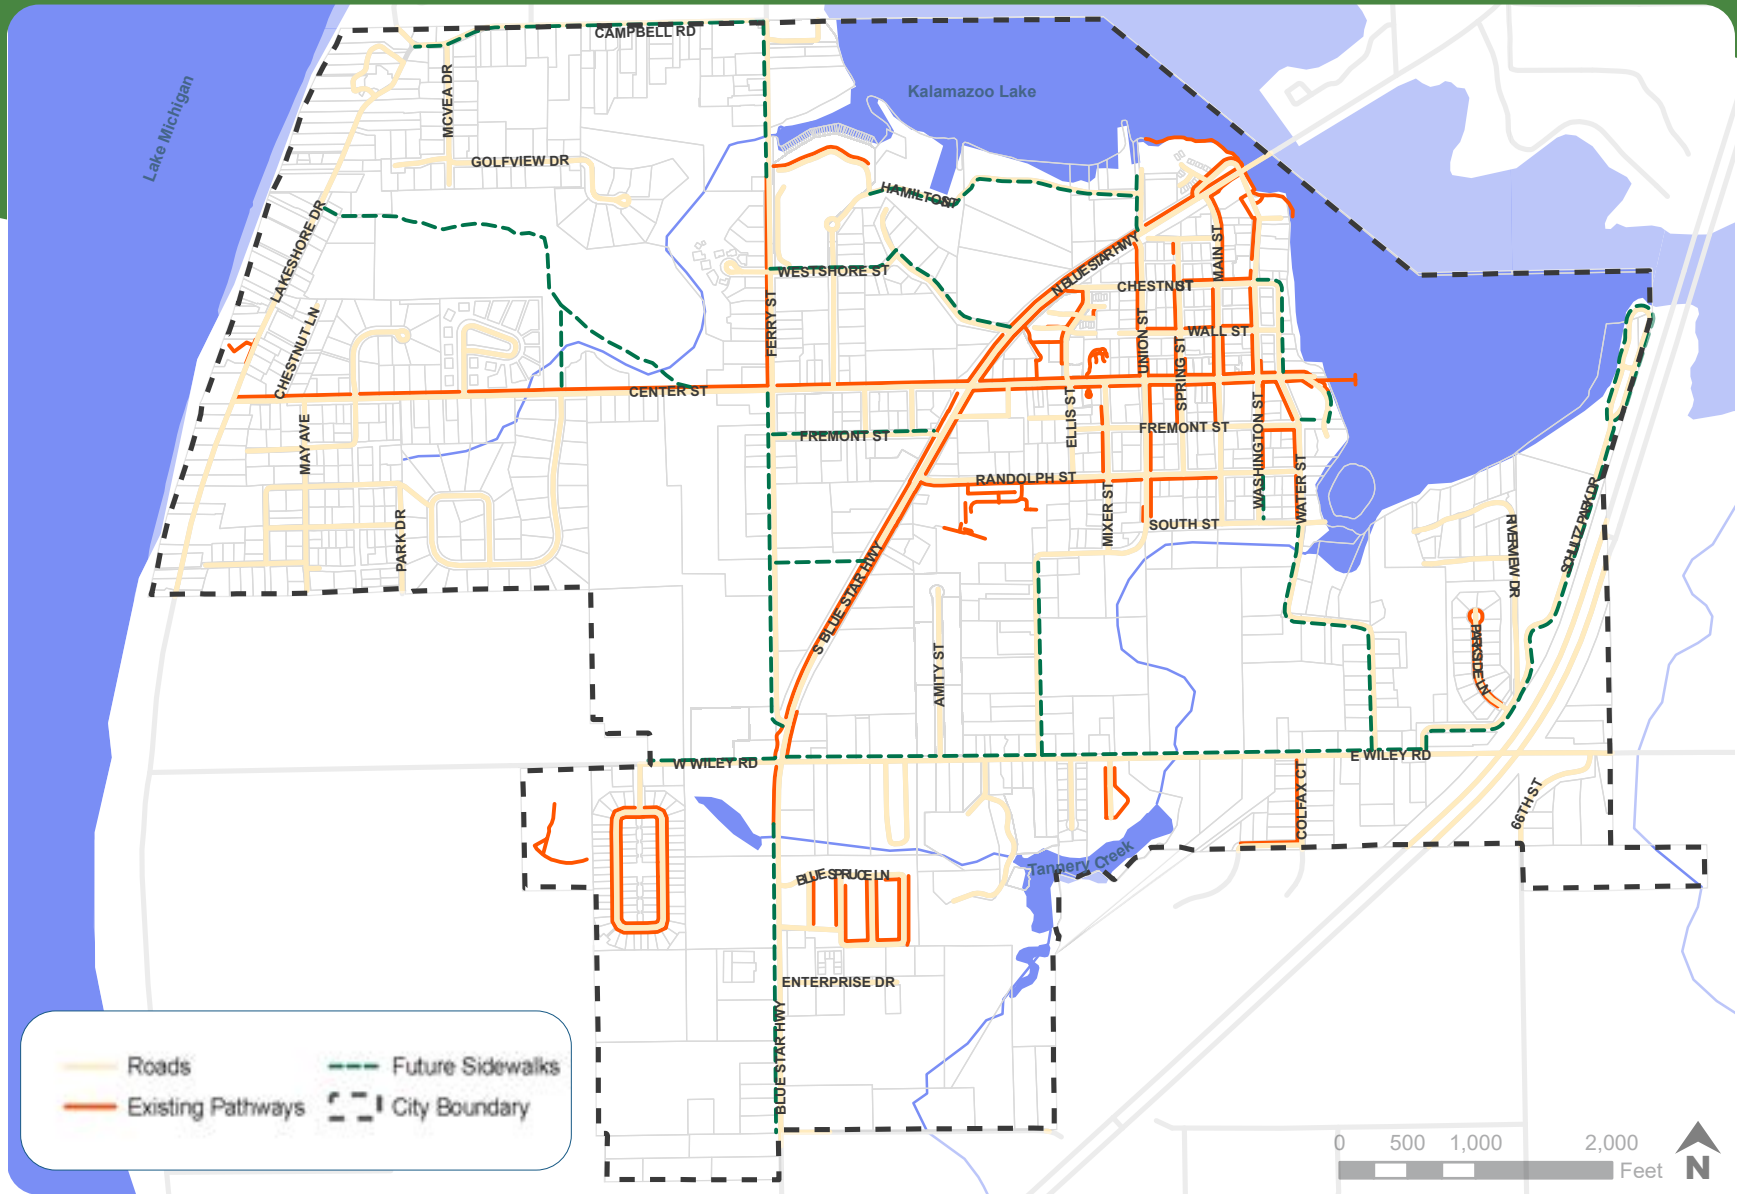 CAMPBELL RD
Lake Michigan
MCVEA DR
Kalamazoo Lake
GOLFVIEW DR
HAMILTON ST
LAKESHORE DR
N BLUE STAR HWY
MAIN ST
WESTSHORE ST
CHESTNUT ST
FERRY ST
CHESTNUT LN
UNION ST
WALL ST
SPRING ST
CENTER ST
ELLIS ST
WASHINGTON ST
MAY AVE
FREMONT ST
FREMONT ST
RANDOLPH ST
WATER ST
MIXER ST
PARK DR
SOUTH ST
SCHULTZ PARK DR
RIVERVIEW DR
S BLUE STAR HWY
AMITY ST
PARKSIDE LN
W WILEY RD
E WILEY RD
COLFAX CT
66TH ST
Tannery Creek
BLUE SPRUCE LN
ENTERPRISE DR
BLUE STAR HWY
Roads
Future Sidewalks
Existing Pathways
City Boundary
0 500 1,000 2,000
Feet
N